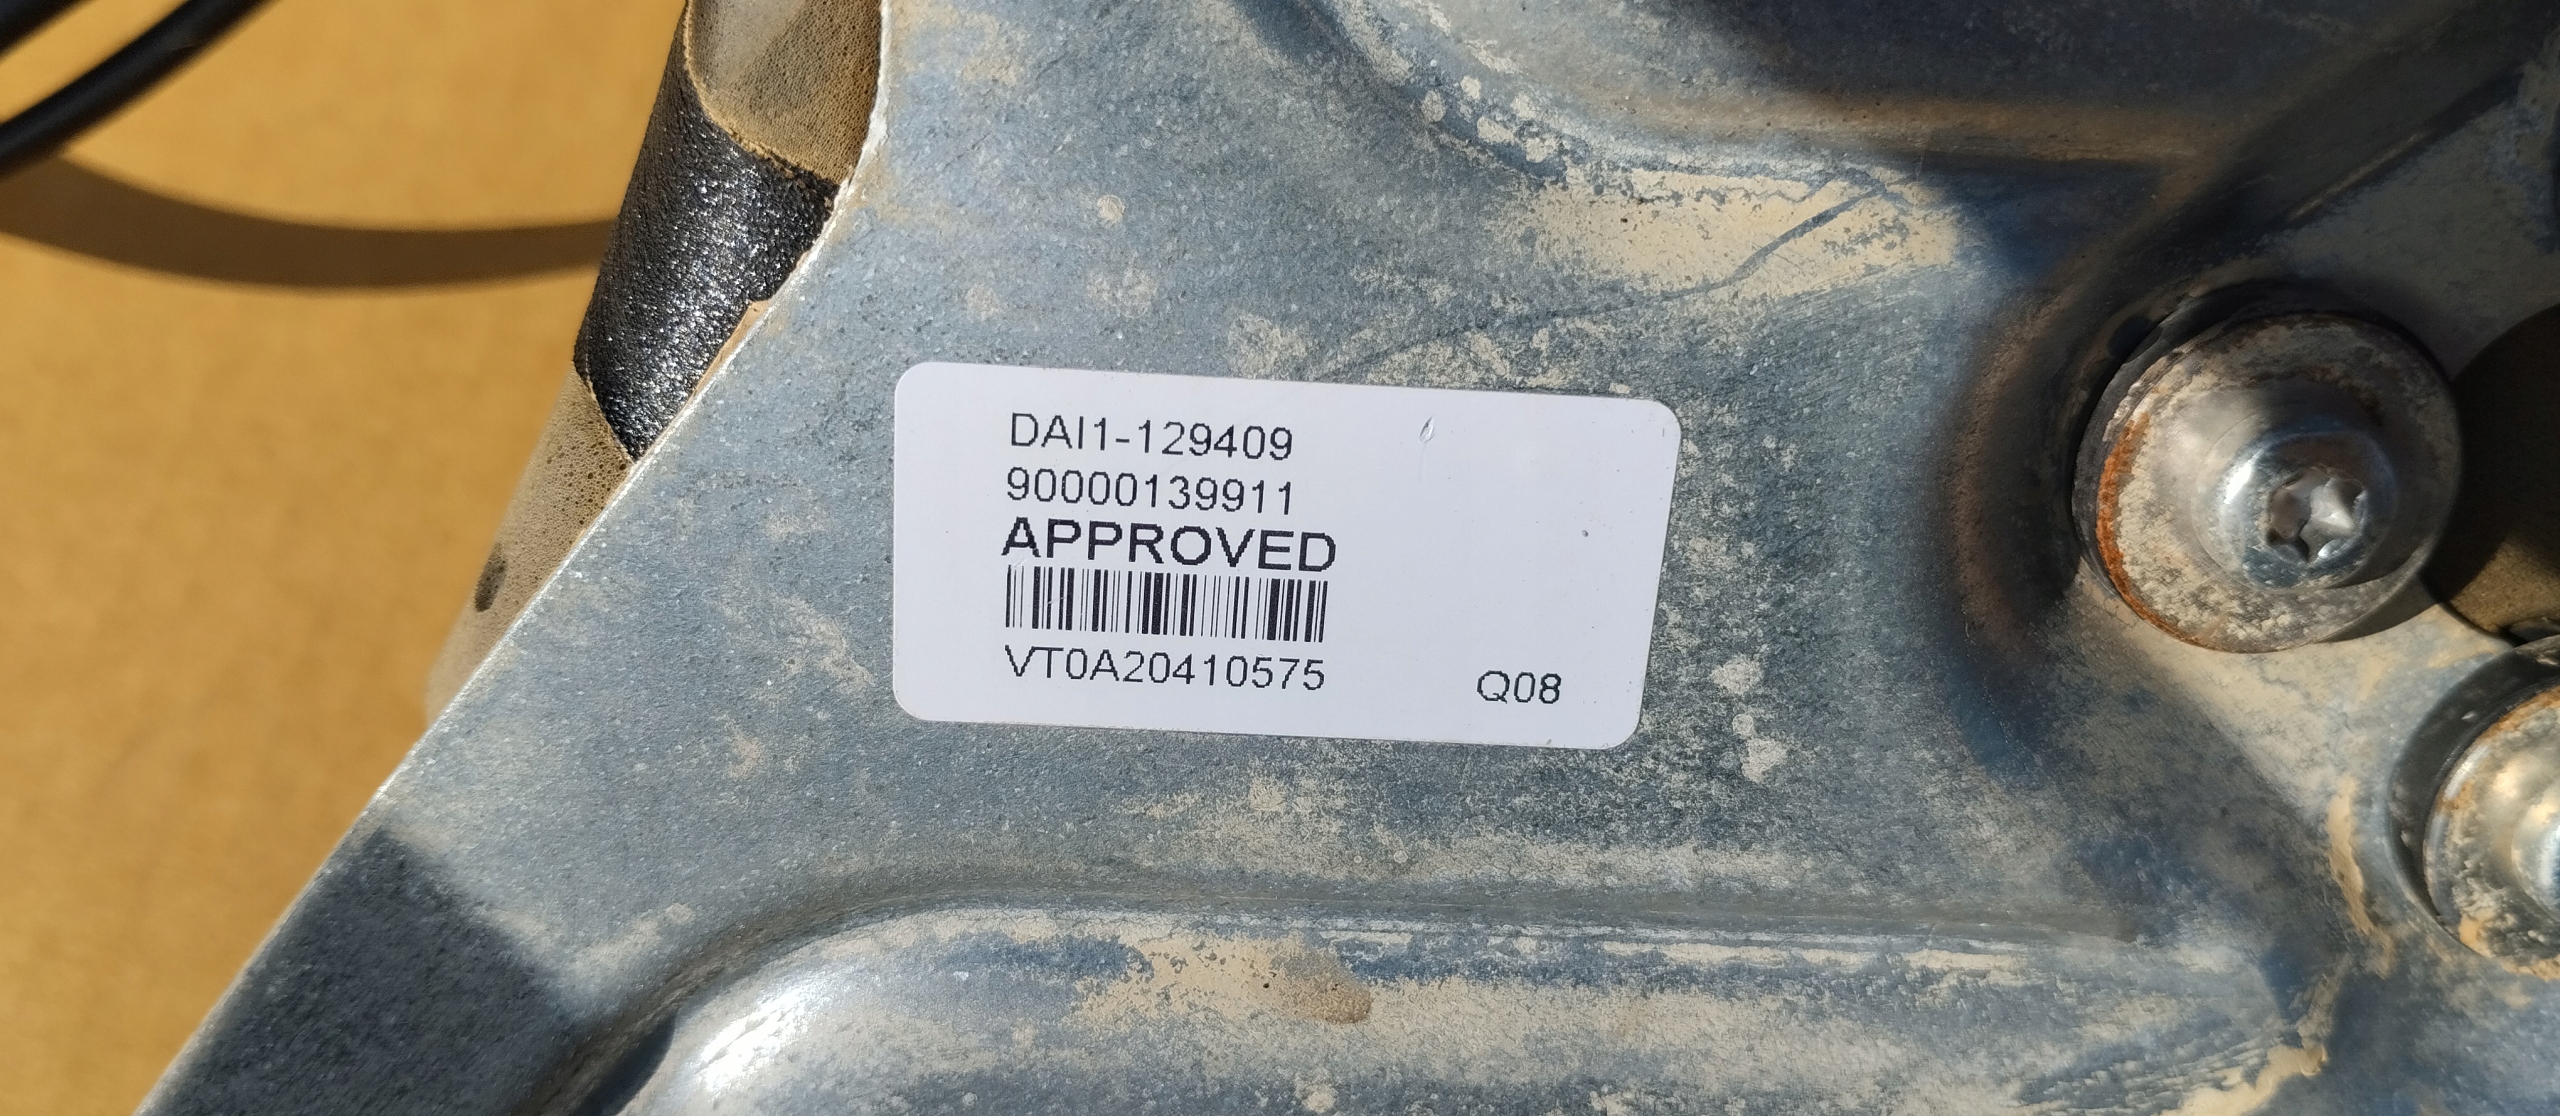 DAI1-129409
90000139911
APPROVED
VT0A20410575
Q08